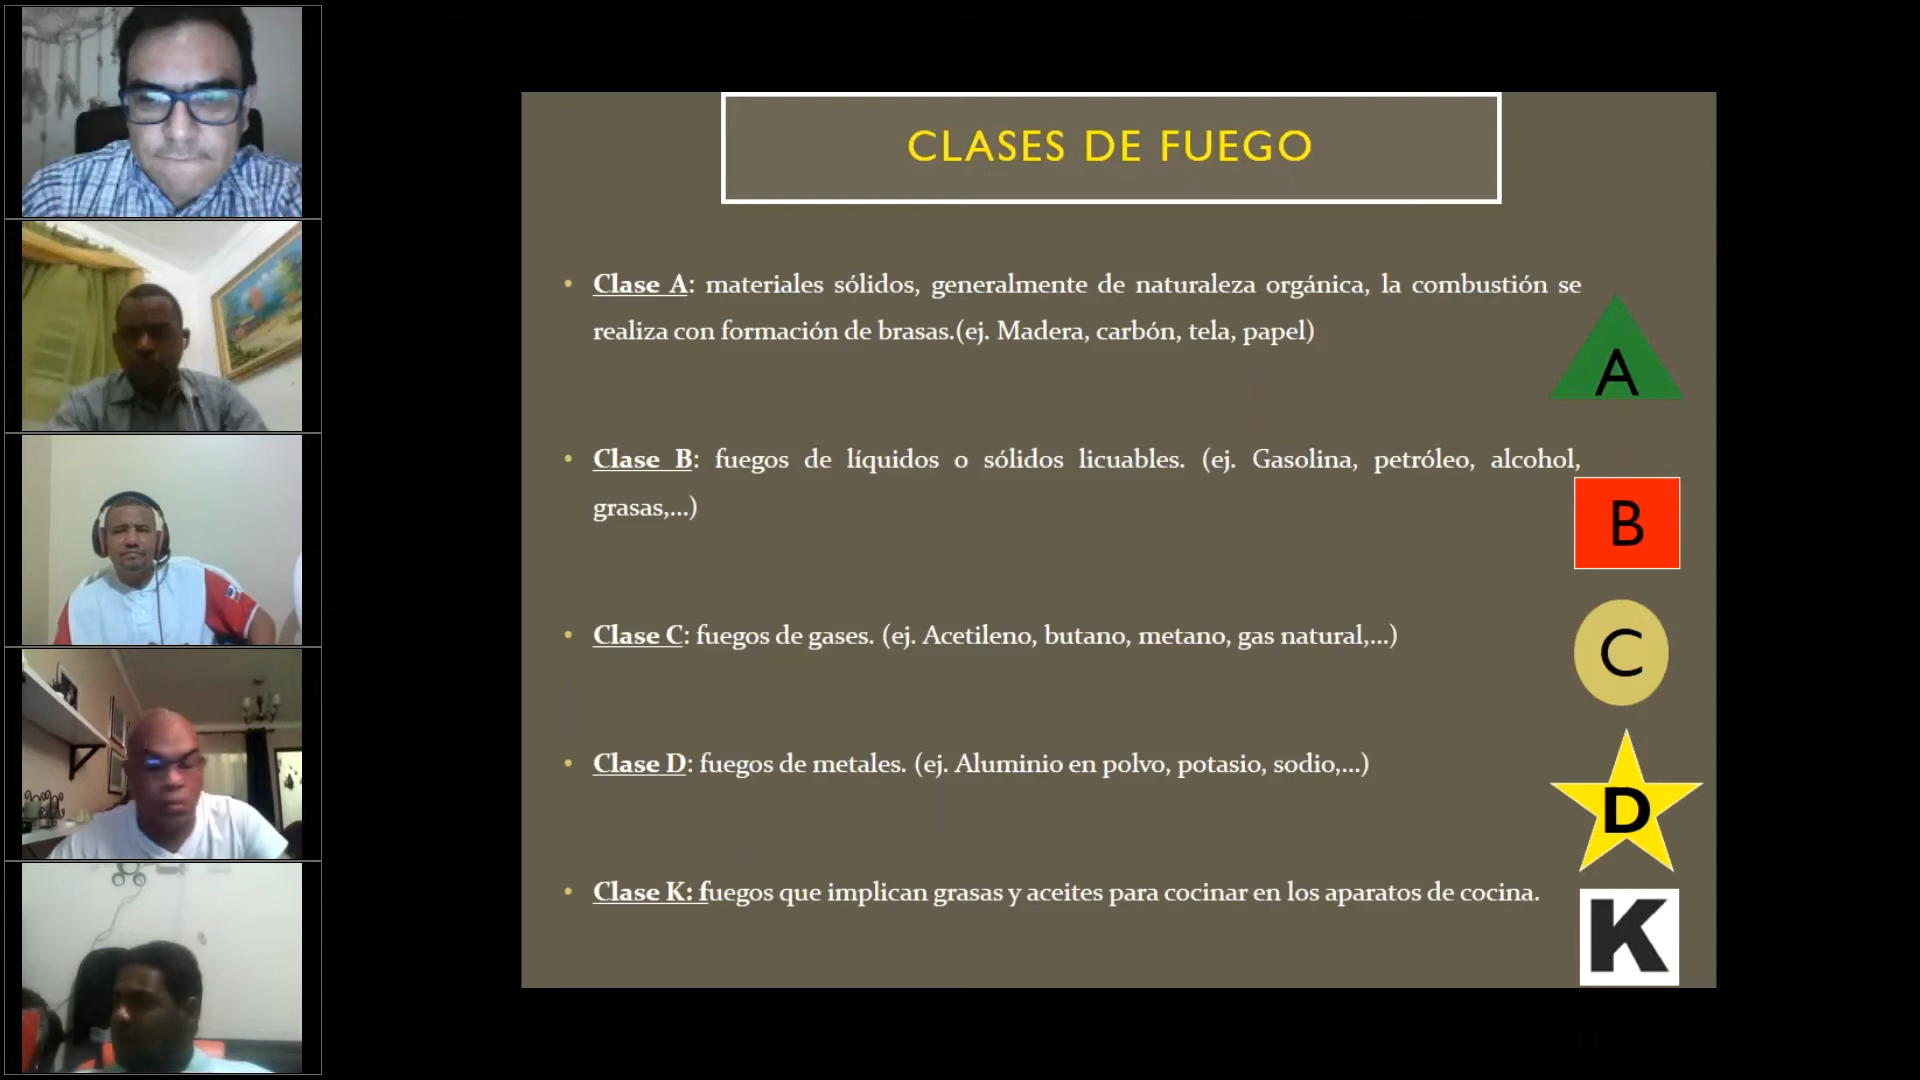 CLASES DE FUEGO
• Clase A: materiales sólidos, generalmente de naturaleza orgánica, la combustión se
realiza con formación de brasas.(ej. Madera, carbón, tela, papel)
A
• Clase B: fuegos de líquidos o sólidos licuables. (ej. Gasolina, petróleo, alcohol,
grasas,...)
B
• Clase C: fuegos de gases. (ej. Acetileno, butano, metano, gas natural,...)
C
• Clase D: fuegos de metales. (ej. Aluminio en polvo, potasio, sodio,...)
D
• Clase K: fuegos que implican grasas y aceites para cocinar en los aparatos de cocina.
K